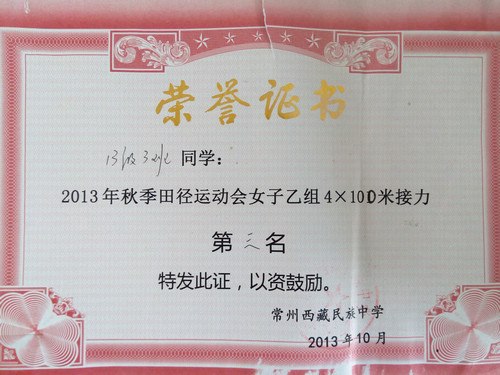 荣誉证书
13级3班 同学：
2013年秋季田径运动会女子乙组4×100米接力
第三名
特发此证，以资鼓励。
常州西藏民族中学
2013年10月